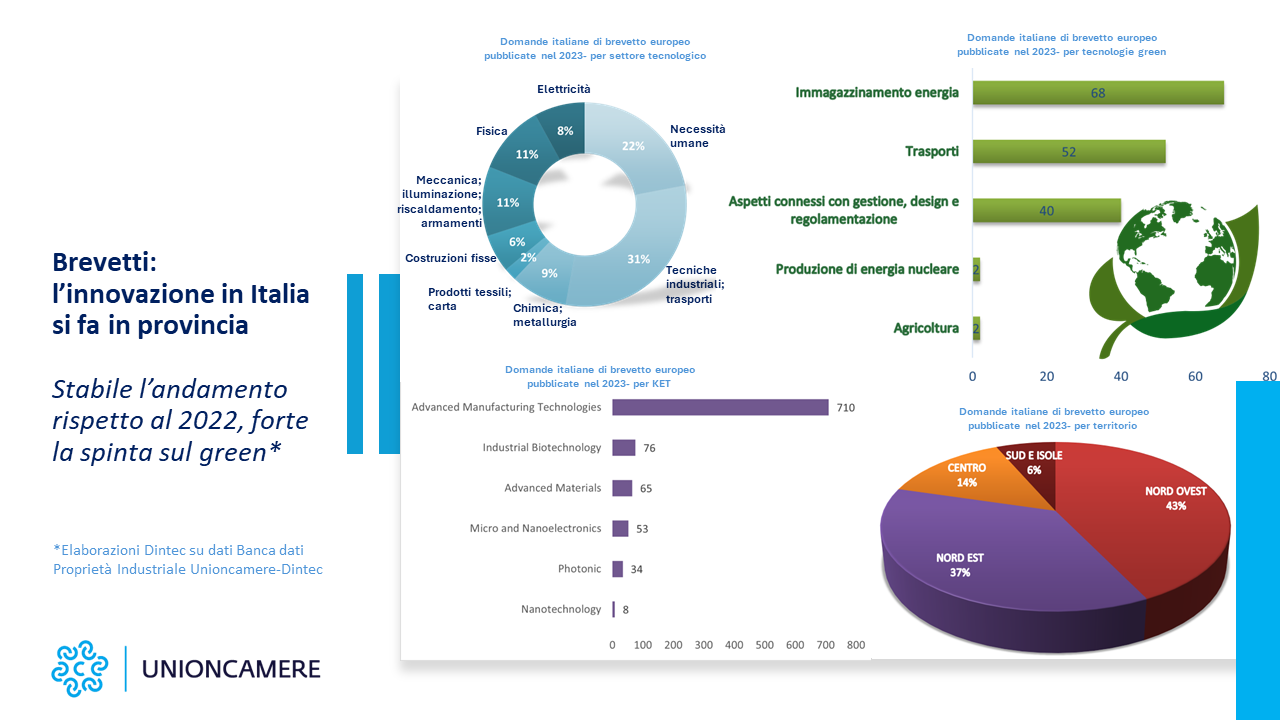 Brevetti:
l’innovazione in Italia
si fa in provincia
Stabile l’andamento
rispetto al 2022, forte
la spinta sul green*
*Elaborazioni Dintec su dati Banca dati
Proprietà Industriale Unioncamere-Dintec
UNIONCAMERE
Domande italiane di brevetto europeo
pubblicate nel 2023- per settore tecnologico
Elettricità
8%
Necessità
umane
22%
Fisica
11%
Meccanica;
illuminazione;
riscaldamento;
armamenti
11%
Costruzioni fisse
6%
2%
Prodotti tessili;
carta
9%
Chimica;
metallurgia
31%
Tecniche
industriali;
trasporti
Domande italiane di brevetto europeo
pubblicate nel 2023- per tecnologie green
Immagazzinamento energia
68
Trasporti
52
Aspetti connessi con gestione, design e
regolamentazione
40
Produzione di energia nucleare
2
Agricoltura
2
0 20 40 60 80
Domande italiane di brevetto europeo
pubblicate nel 2023- per KET
Advanced Manufacturing Technologies 710
Industrial Biotechnology 76
Advanced Materials 65
Micro and Nanoelectronics 53
Photonic 34
Nanotechnology 8
0 100 200 300 400 500 600 700 800
Domande italiane di brevetto europeo
pubblicate nel 2023- per territorio
SUD E ISOLE
6%
CENTRO
14%
NORD OVEST
43%
NORD EST
37%